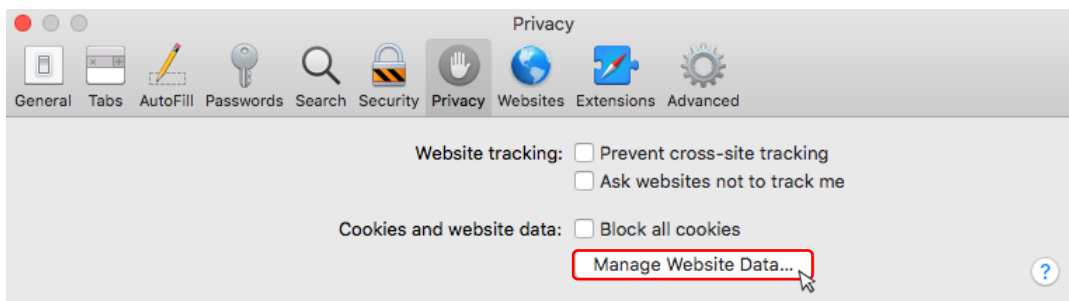 Privacy
General Tabs AutoFill Passwords Search Security Privacy Websites Extensions Advanced
Website tracking: Prevent cross-site tracking
Ask websites not to track me
Cookies and website data: Block all cookies
Manage Website Data...
?